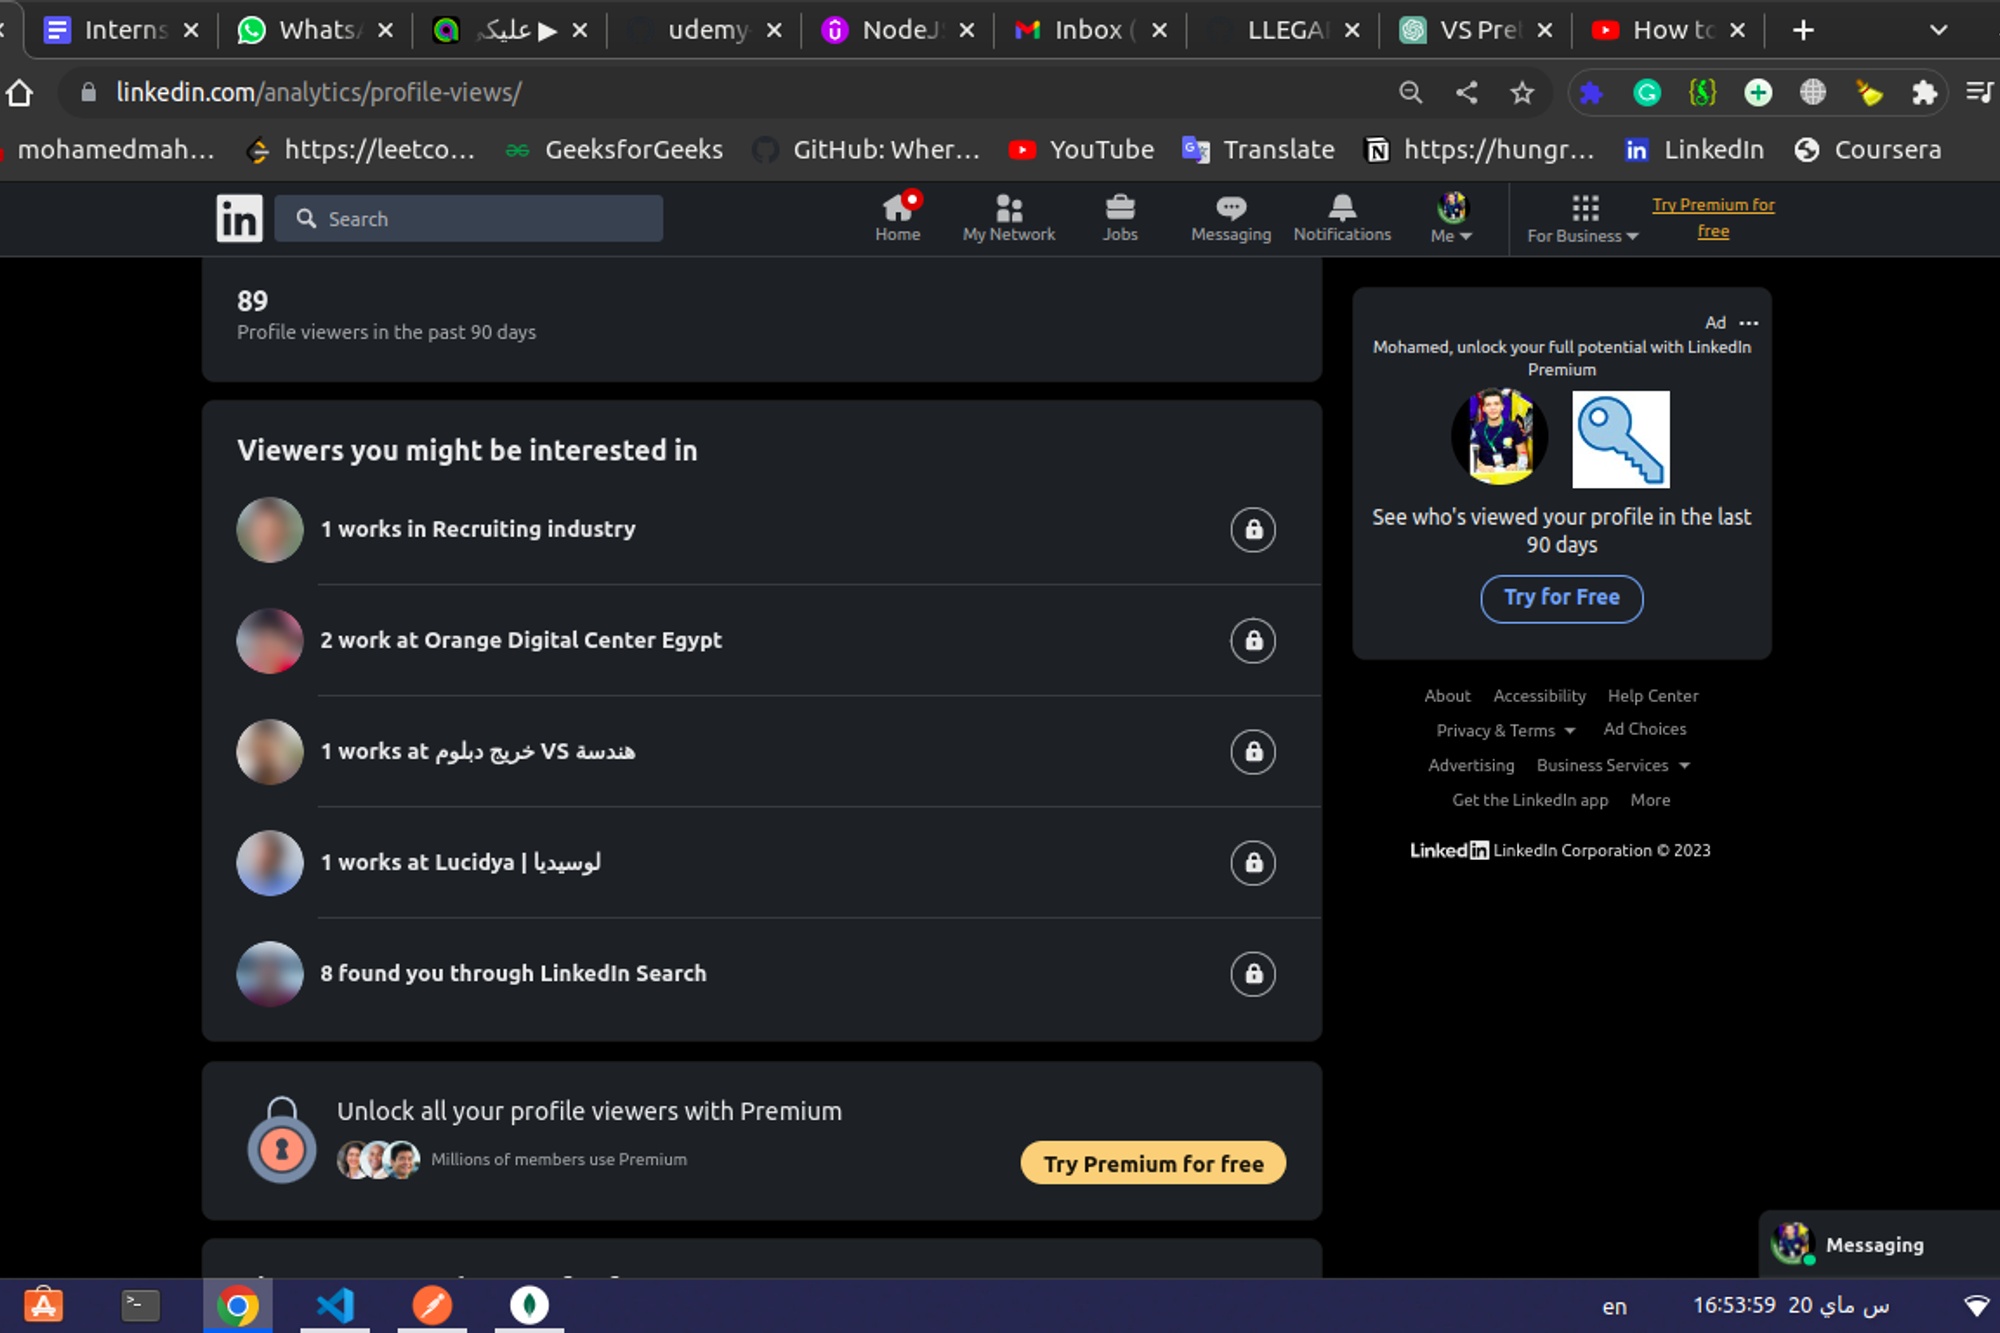 Interns
Whats
عليك ▶
udemy
NodeJ
Inbox (
LLEGA
VS Pre
How to
linkedin.com/analytics/profile-views/
mohamedmah...
https://leetco...
GeeksforGeeks
GitHub: Wher...
YouTube
Translate
https://hungr...
LinkedIn
Coursera
Search
Home
My Network
Jobs
Messaging
Notifications
Me
For Business
Try Premium for
free
89
Profile viewers in the past 90 days
Viewers you might be interested in
1 works in Recruiting industry
2 work at Orange Digital Center Egypt
1 works at خريج دبلوم VS هندسة
1 works at Lucidya | لوسيديا
8 found you through LinkedIn Search
Unlock all your profile viewers with Premium
Millions of members use Premium
Try Premium for free
Ad
Mohamed, unlock your full potential with LinkedIn
Premium
See who's viewed your profile in the last
90 days
Try for Free
About Accessibility Help Center
Privacy & Terms Ad Choices
Advertising Business Services
Get the LinkedIn app More
LinkedIn LinkedIn Corporation © 2023
Messaging
en
16:53:59 20 س ماي